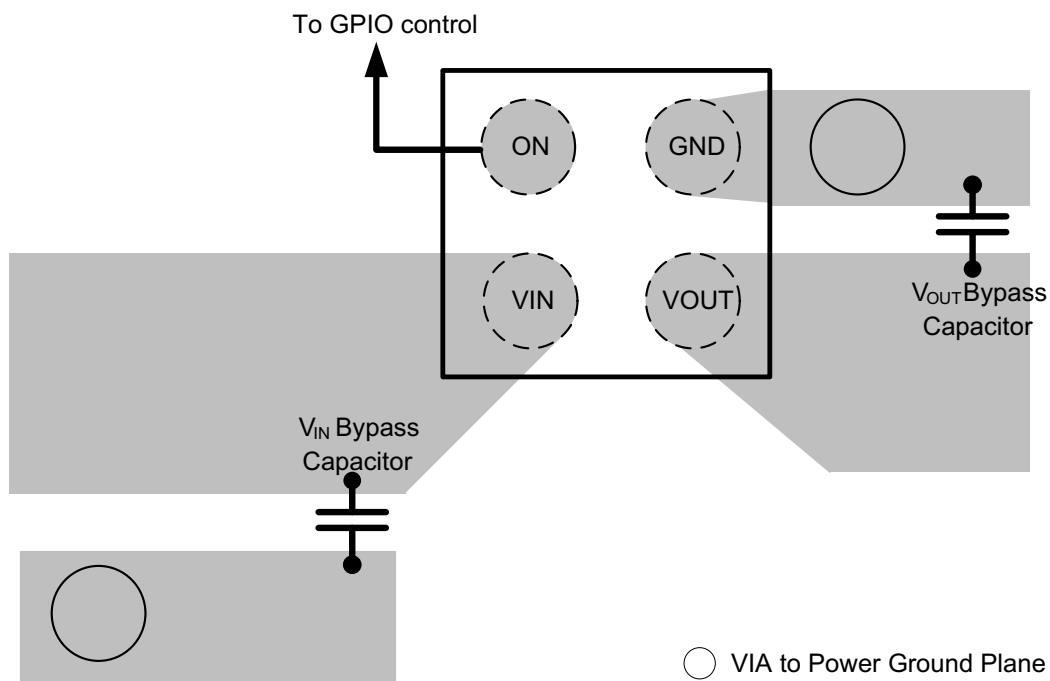 To GPIO control
ON
GND
VIN
VOUT
VOUT Bypass
Capacitor
VIN Bypass
Capacitor
VIA to Power Ground Plane